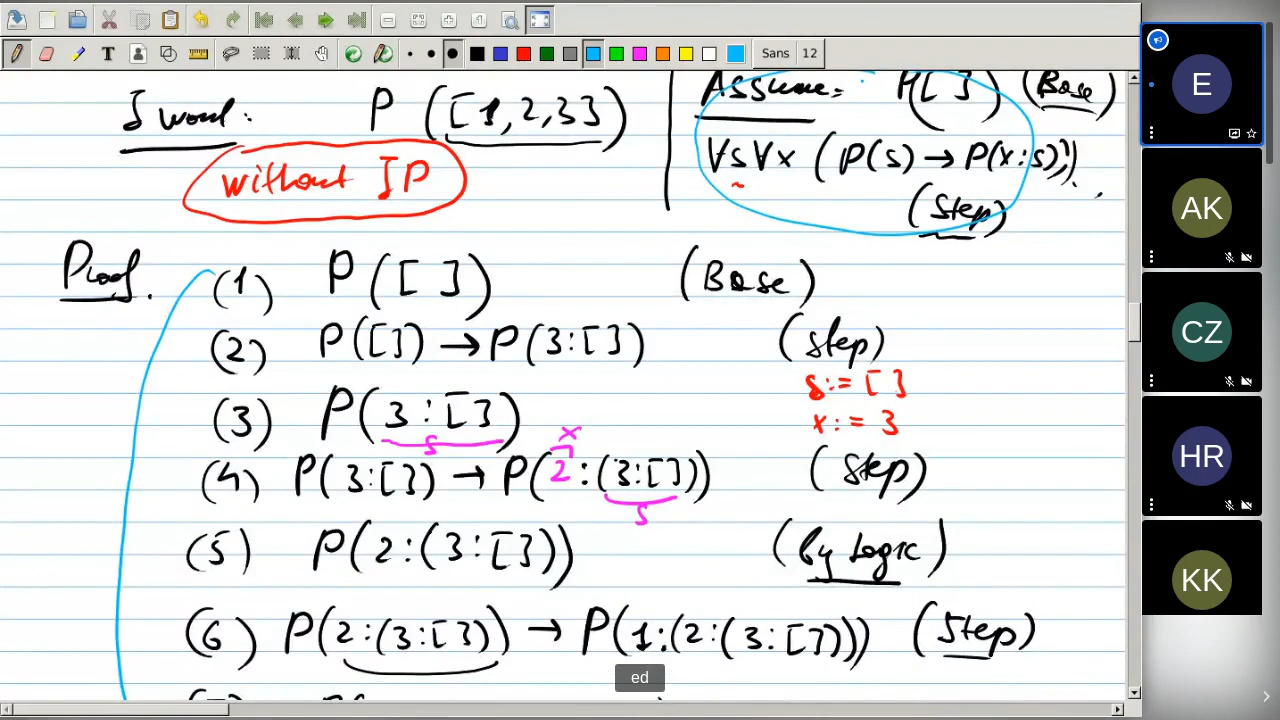 Sans 12
I want: P ([1,2,3])
without IP
Assume: P([ ]) (Base)
∀s∀x (P(s) → P(x:s))
(Step)
Proof.
(1) P([ ]) (Base)
(2) P([]) → P(3:[]) (step)
s:= []
x:= 3
(3) P(3:[])
s
x
(4) P(3:[]) → P(2:(3:[])) (step)
s
(5) P(2:(3:[])) (by Logic)
(6) P(2:(3:[])) → P(1:(2:(3:[]))) (Step)
ed
E
AK
CZ
HR
KK